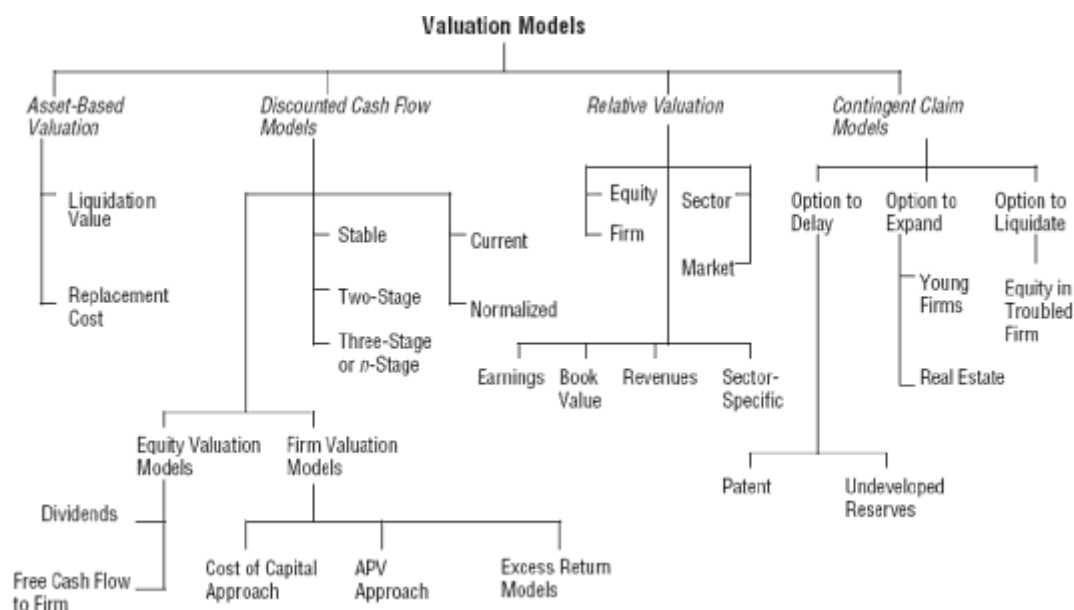 Valuation Models
Asset-Based
Valuation
Discounted Cash Flow
Models
Relative Valuation
Contingent Claim
Models
Liquidation
Value
Replacement
Cost
Stable
Two-Stage
Three-Stage
or n-Stage
Current
Normalized
Equity
Firm
Sector
Market
Option to
Delay
Option to
Expand
Option to
Liquidate
Young
Firms
Equity in
Troubled
Firm
Real Estate
Earnings
Book
Value
Revenues
Sector-
Specific
Equity Valuation
Models
Firm Valuation
Models
Patent
Undeveloped
Reserves
Dividends
Free Cash Flow
to Firm
Cost of Capital
Approach
APV
Approach
Excess Return
Models